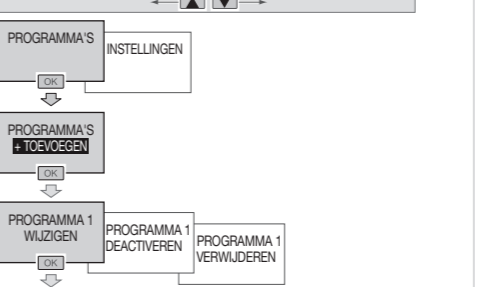 PROGRAMMA'S
INSTELLINGEN
OK
PROGRAMMA'S
+ TOEVOEGEN
OK
PROGRAMMA 1
WIJZIGEN
PROGRAMMA 1
DEACTIVEREN
PROGRAMMA 1
VERWIJDEREN
OK